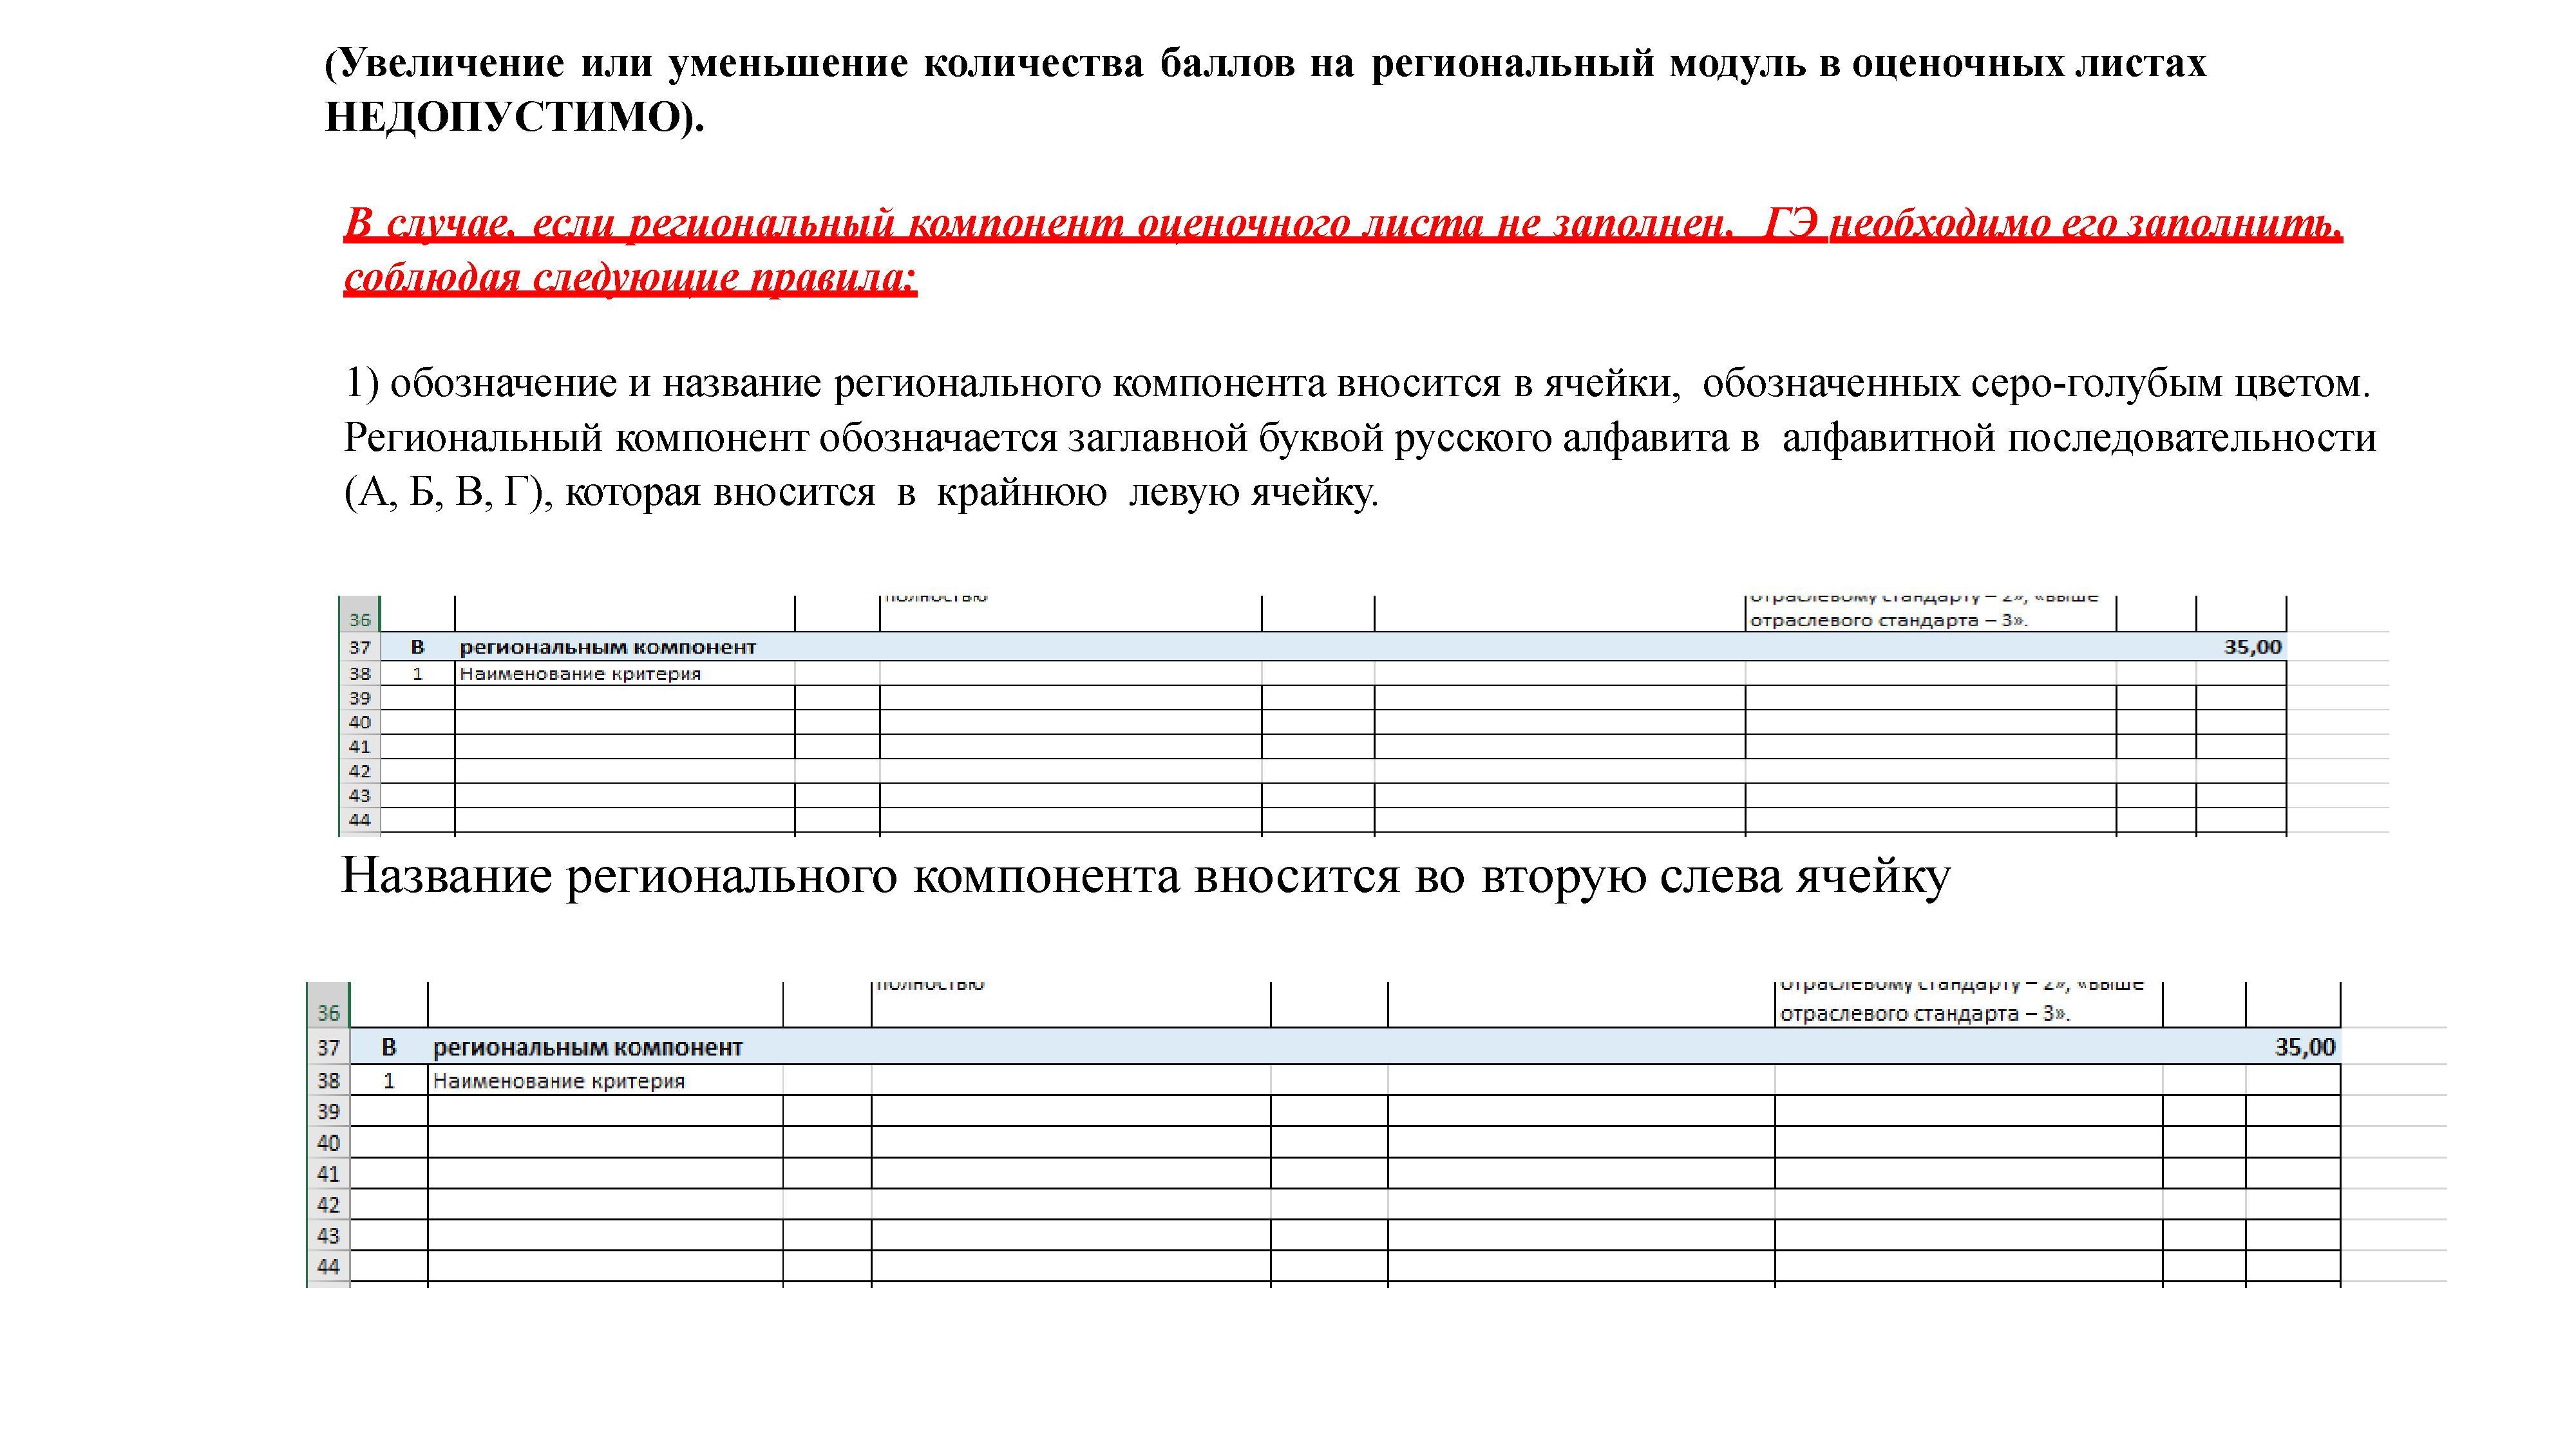 (Увеличение или уменьшение количества баллов на региональный модуль в оценочных листах
НЕДОПУСТИМО).
В случае, если региональный компонент оценочного листа не заполнен, ГЭ необходимо его заполнить,
соблюдая следующие правила:
1) обозначение и название регионального компонента вносится в ячейки, обозначенных серо-голубым цветом.
Региональный компонент обозначается заглавной буквой русского алфавита в алфавитной последовательности
(А, Б, В, Г), которая вносится в крайнюю левую ячейку.
полностью отраслевому стандарту – 2», «выше
36 отраслевого стандарта – 3».
37 В региональным компонент 35,00
38 1 Наименование критерия
39
40
41
42
43
44
Название регионального компонента вносится во вторую слева ячейку
полностью отраслевому стандарту – 2», «выше
36 отраслевого стандарта – 3».
37 В региональным компонент 35,00
38 1 Наименование критерия
39
40
41
42
43
44